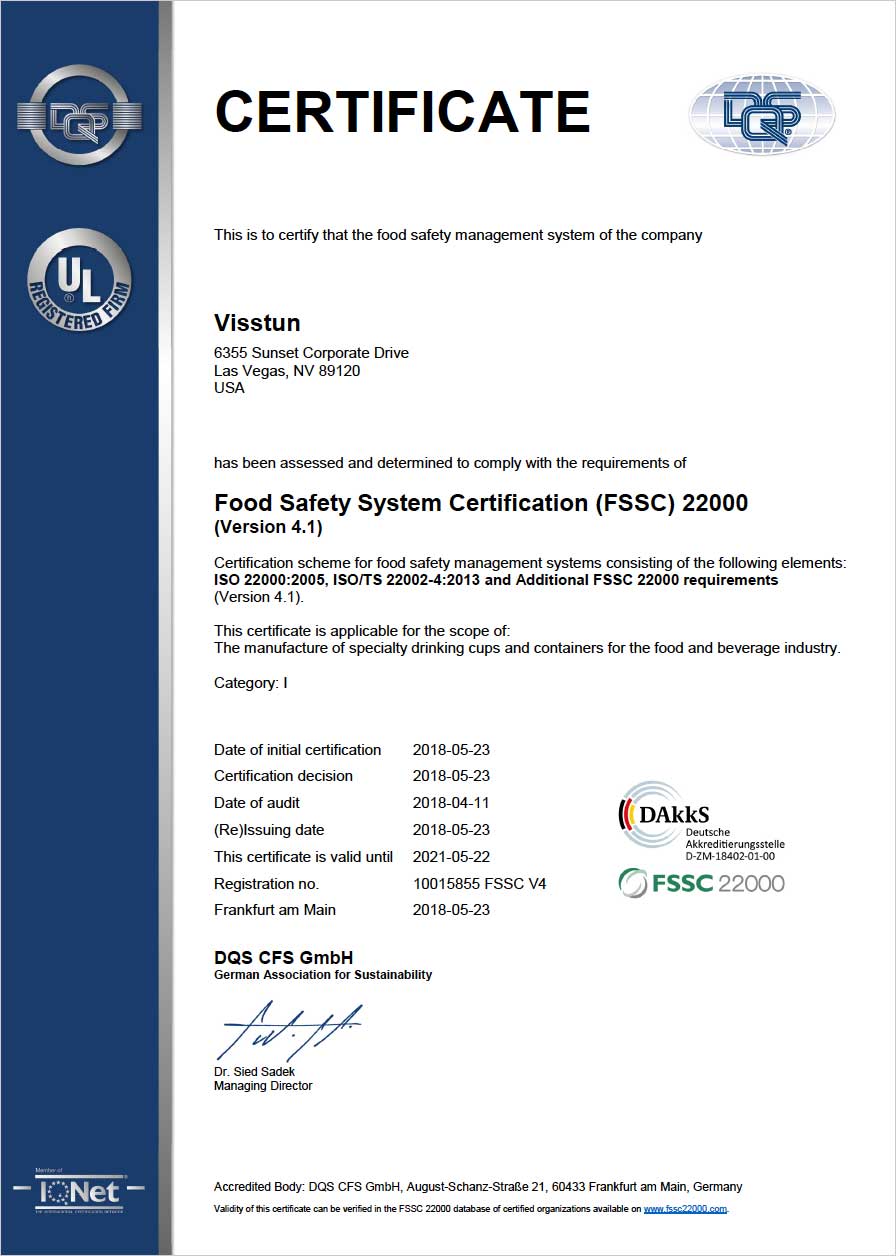 CERTIFICATE
DQS
DQS ®
UL ®
REGISTERED FIRM
This is to certify that the food safety management system of the company
Visstun
6355 Sunset Corporate Drive
Las Vegas, NV 89120
USA
has been assessed and determined to comply with the requirements of
Food Safety System Certification (FSSC) 22000
(Version 4.1)
Certification scheme for food safety management systems consisting of the following elements:
ISO 22000:2005, ISO/TS 22002-4:2013 and Additional FSSC 22000 requirements
(Version 4.1).
This certificate is applicable for the scope of:
The manufacture of specialty drinking cups and containers for the food and beverage industry.
Category: I
Date of initial certification 2018-05-23
Certification decision 2018-05-23
Date of audit 2018-04-11
(Re)Issuing date 2018-05-23
This certificate is valid until 2021-05-22
Registration no. 10015855 FSSC V4
Frankfurt am Main 2018-05-23
DAkkS
Deutsche
Akkreditierungsstelle
D-ZM-18402-01-00
FSSC 22000
DQS CFS GmbH
German Association for Sustainability
Dr. Sied Sadek
Managing Director
Member of
IQNet
THE INTERNATIONAL CERTIFICATION NETWORK
Accredited Body: DQS CFS GmbH, August-Schanz-Straße 21, 60433 Frankfurt am Main, Germany
Validity of this certificate can be verified in the FSSC 22000 database of certified organizations available on www.fssc22000.com.